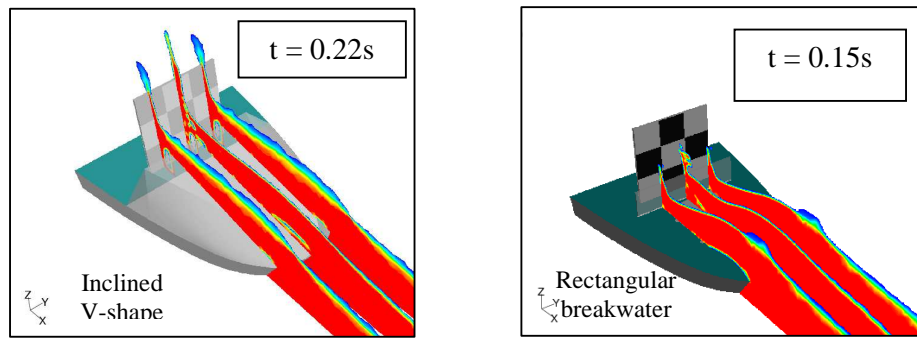 t = 0.22s
Inclined
V-shape
Z
Y
X
t = 0.15s
Rectangular
breakwater
Z
Y
X